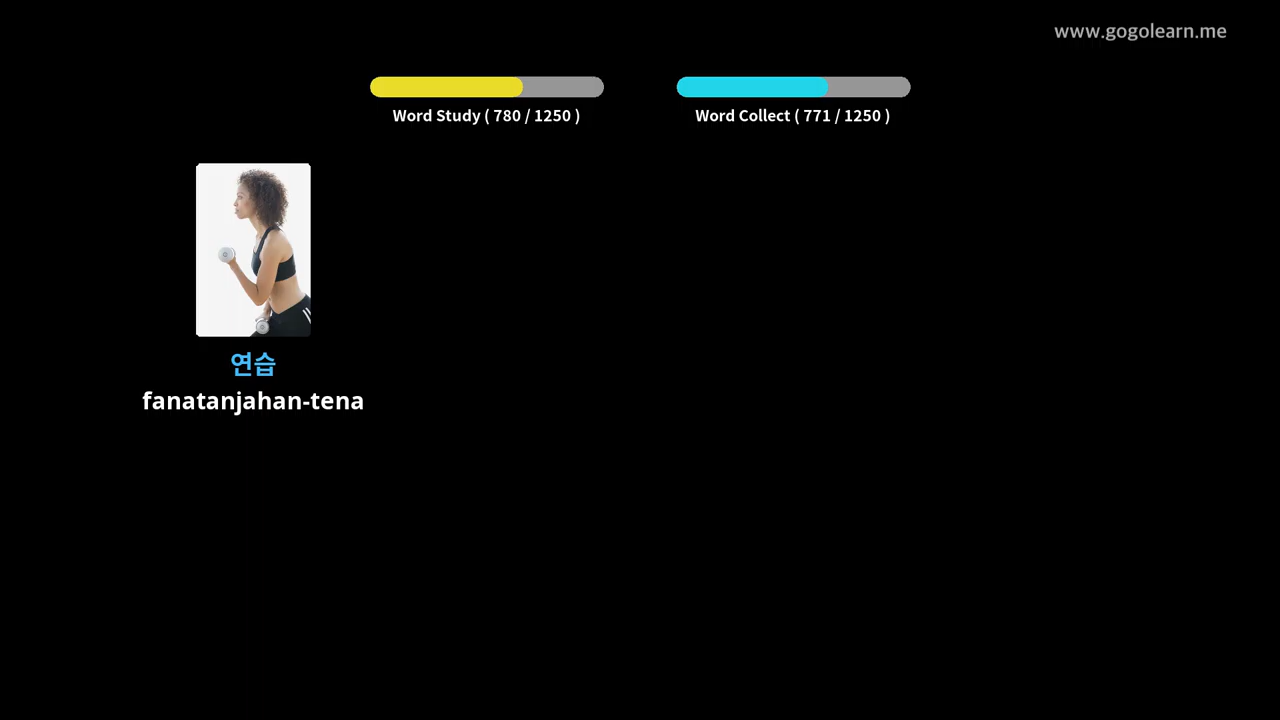 www.gogolearn.me
Word Study ( 780 / 1250 )
Word Collect ( 771 / 1250 )
연습
fanatanjahan-tena